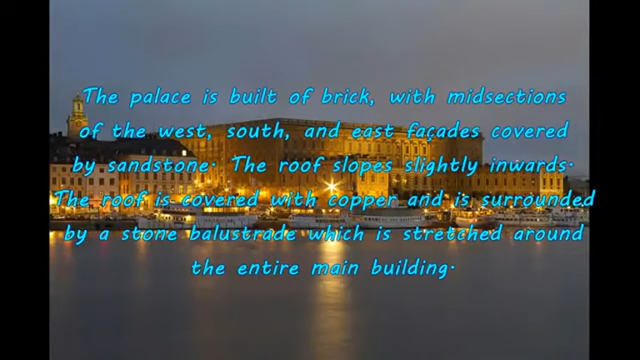 The palace is built of brick, with midsections
of the west, south, and east façades covered
by sandstone. The roof slopes slightly inwards.
The roof is covered with copper and is surrounded
by a stone balustrade which is stretched around
the entire main building.